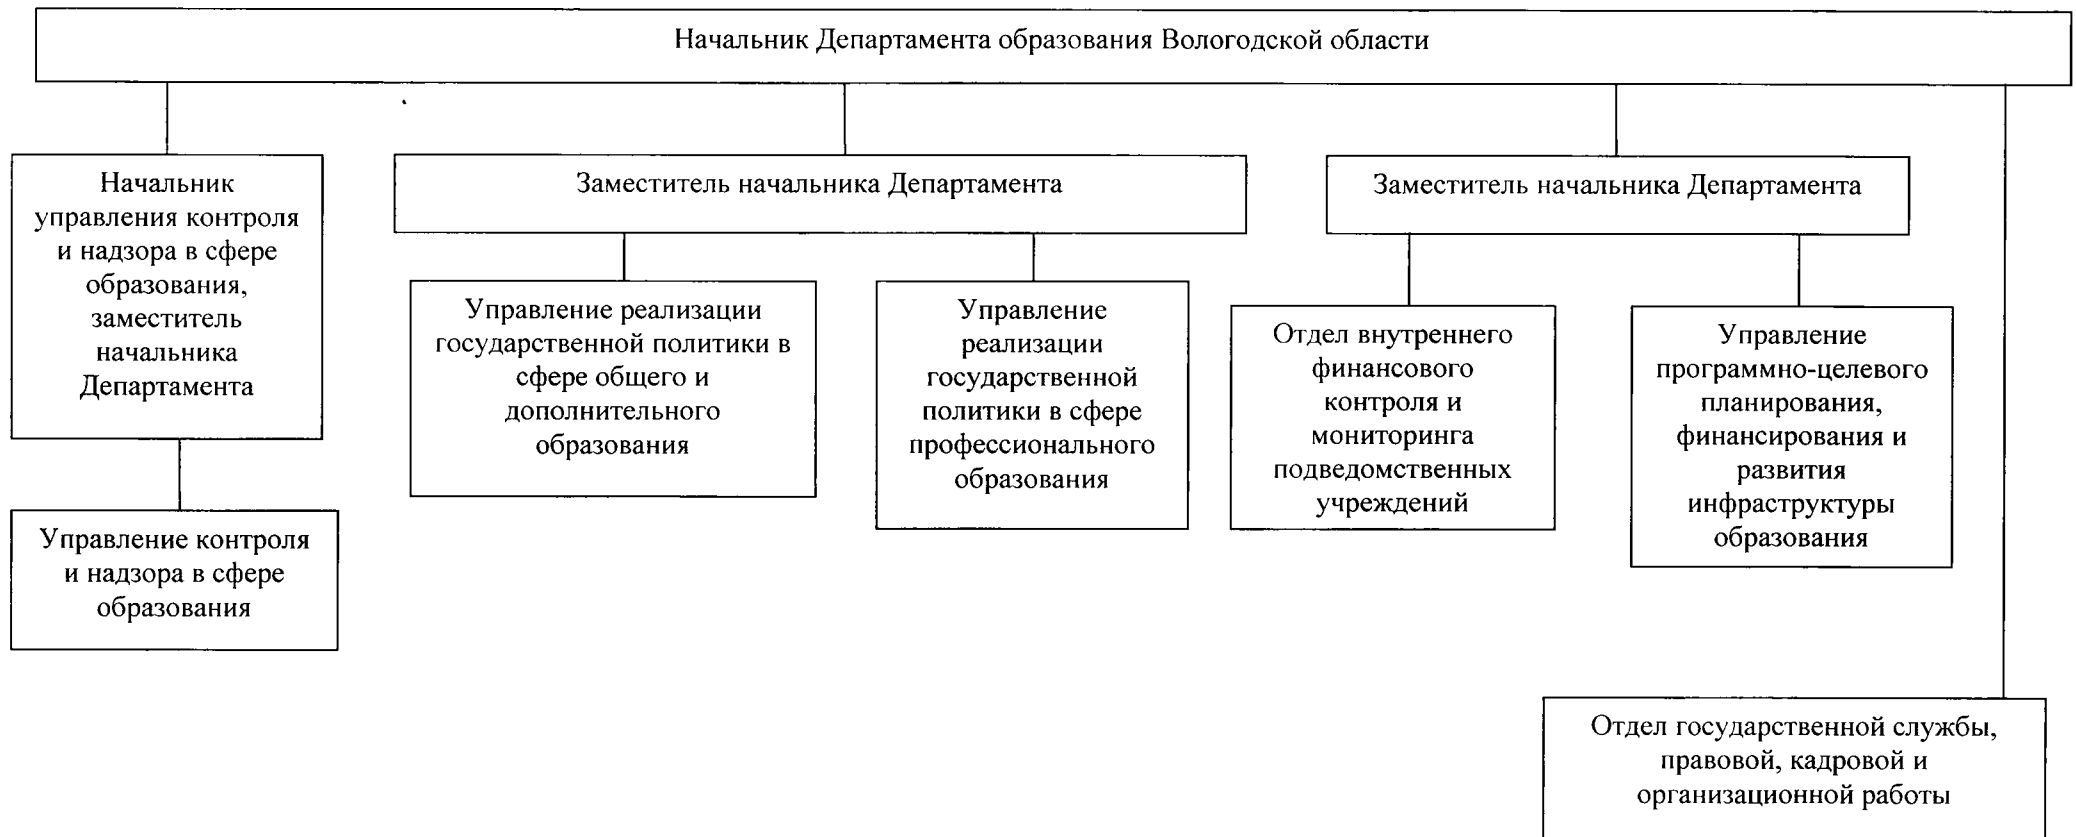 Начальник Департамента образования Вологодской области
Начальник
управления контроля
и надзора в сфере
образования,
заместитель
начальника
Департамента
Заместитель начальника Департамента
Заместитель начальника Департамента
Управление реализации
государственной политики в
сфере общего и
дополнительного
образования
Управление
реализации
государственной
политики в сфере
профессионального
образования
Отдел внутреннего
финансового
контроля и
мониторинга
подведомственных
учреждений
Управление
программно-целевого
планирования,
финансирования и
развития
инфраструктуры
образования
Управление контроля
и надзора в сфере
образования
Отдел государственной службы,
правовой, кадровой и
организационной работы